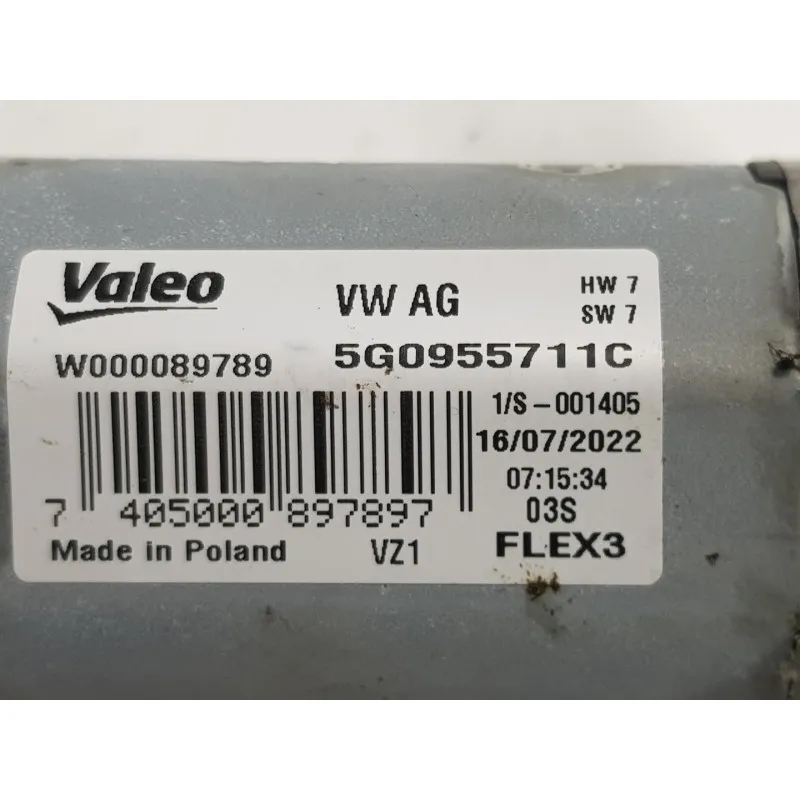 Valeo
VW AG
HW 7
SW 7
W000089789
5G0955711C
1/S-001405
16/07/2022
07:15:34
7 405000 897897
03S
Made in Poland
VZ1
FLEX3